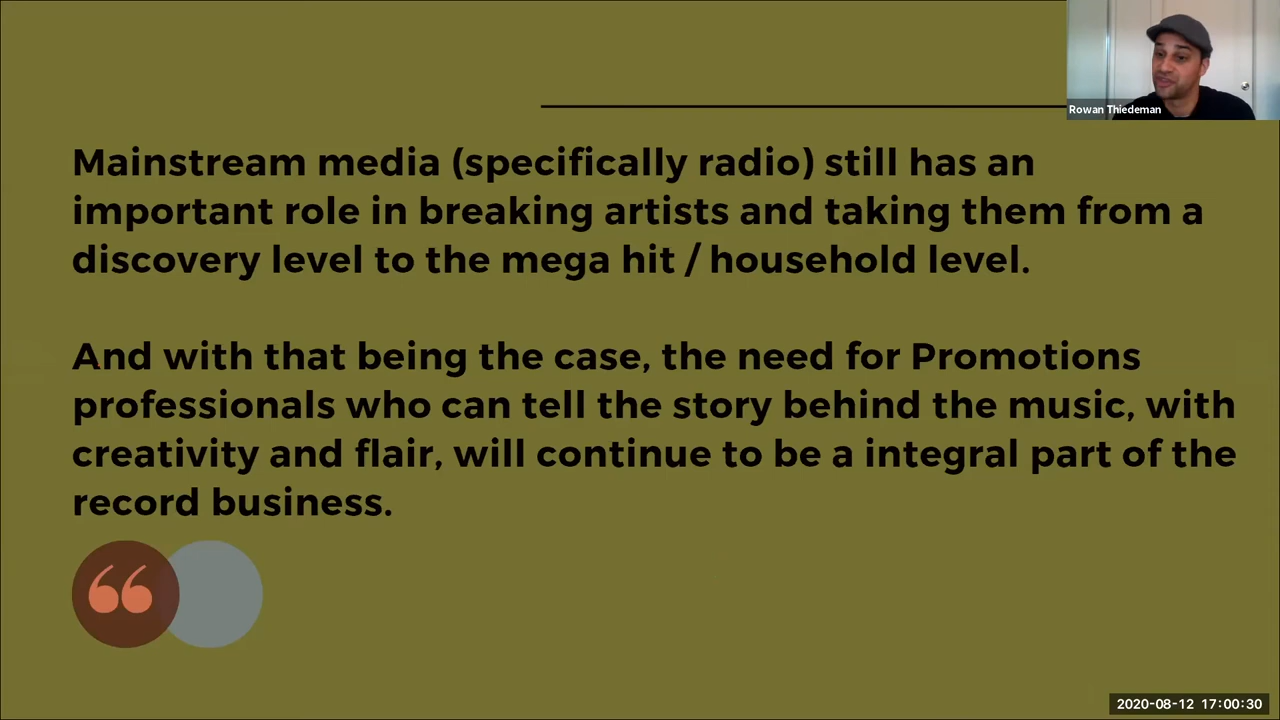 Rowan Thiedeman
Mainstream media (specifically radio) still has an
important role in breaking artists and taking them from a
discovery level to the mega hit / household level.
And with that being the case, the need for Promotions
professionals who can tell the story behind the music, with
creativity and flair, will continue to be a integral part of the
record business.
2020-08-12 17:00:30